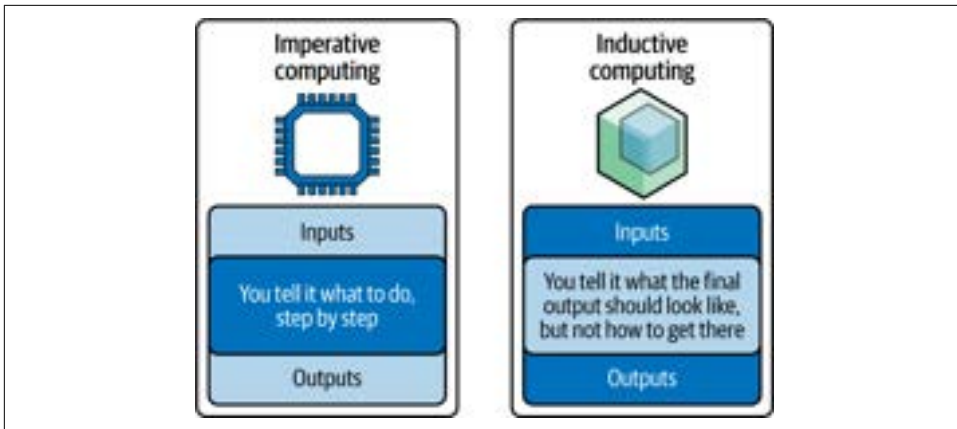 Imperative
computing
Inputs
You tell it what to do,
step by step
Outputs
Inductive
computing
Inputs
You tell it what the final
output should look like,
but not how to get there
Outputs